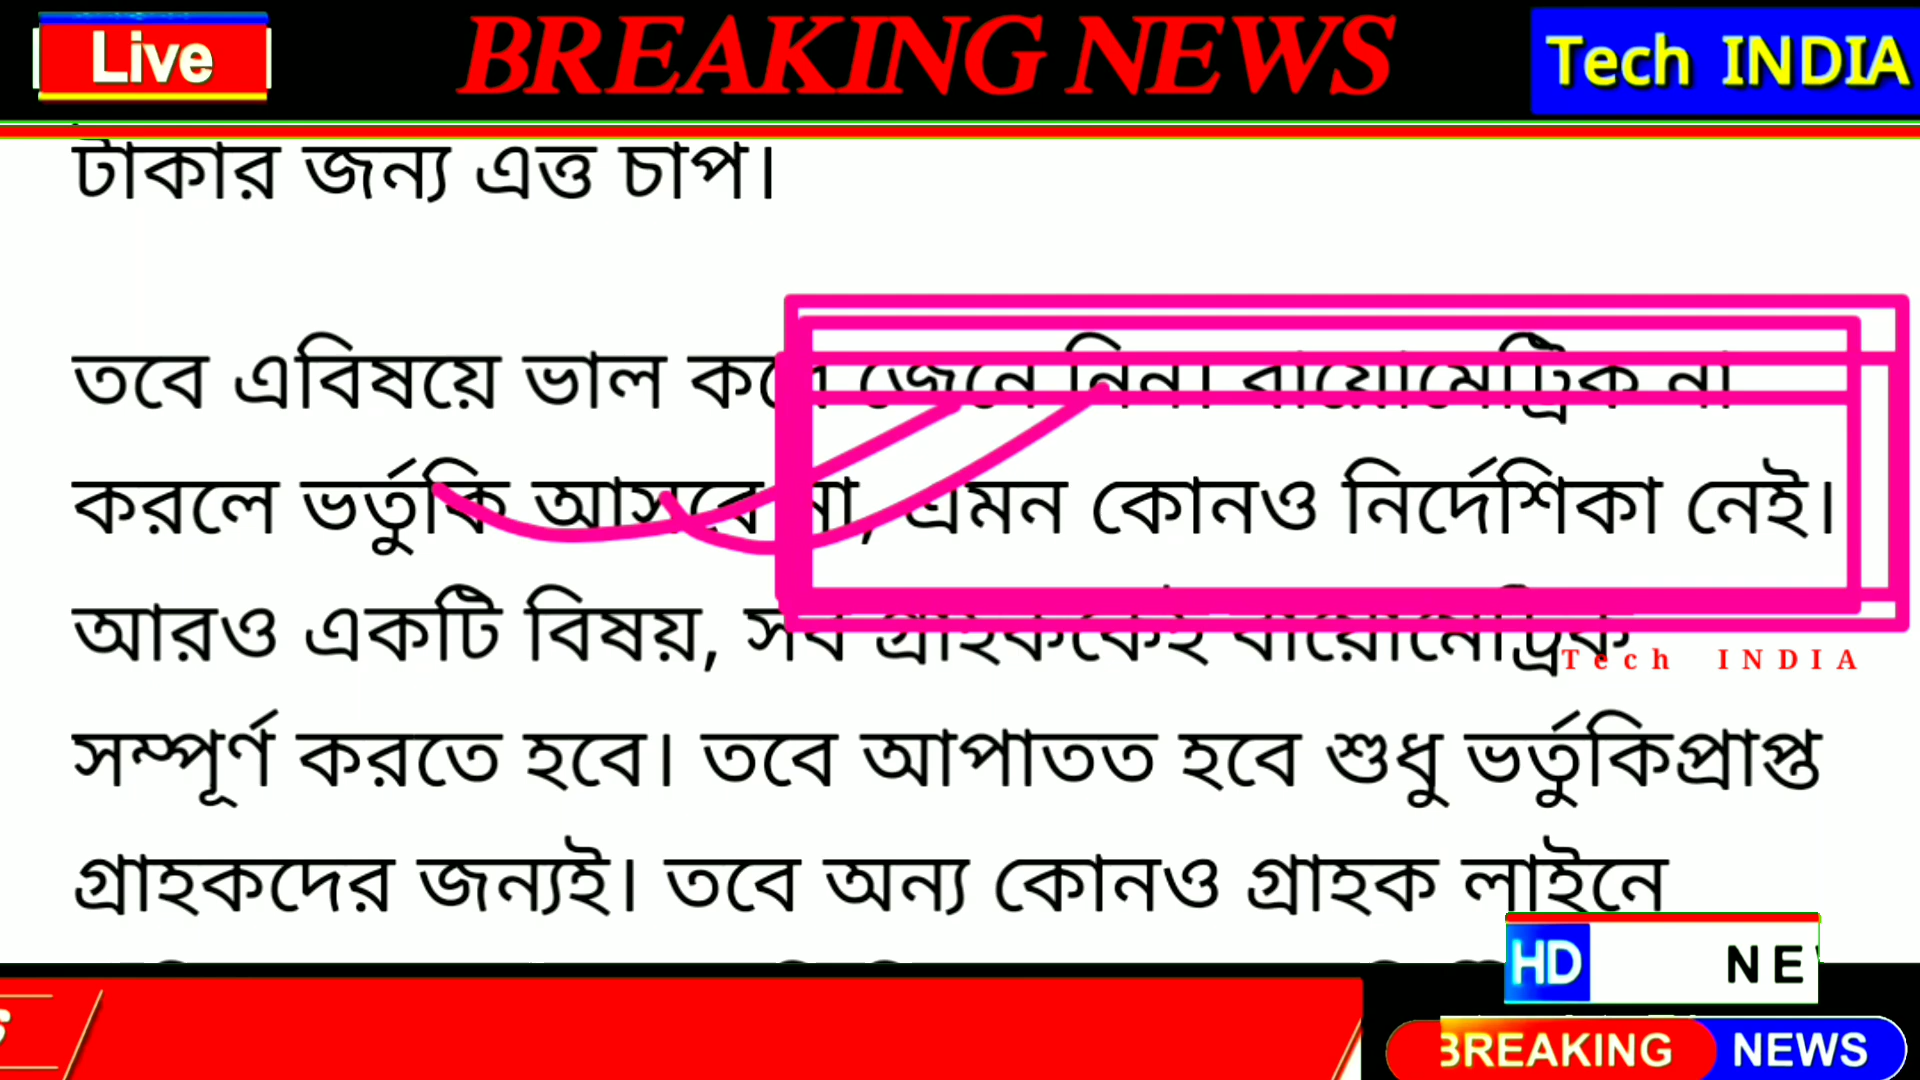 Live
BREAKING NEWS
Tech INDIA
টাকার জন্য এত্ত চাপ।
তবে এবিষয়ে ভাল করে জেনে নিন। বায়োমেট্রিক না
করলে ভর্তুকি আসবে না, এমন কোনও নির্দেশিকা নেই।
আরও একটি বিষয়, সব গ্রাহককেই বায়োমেট্রিক
Tech INDIA
সম্পূর্ণ করতে হবে। তবে আপাতত হবে শুধু ভর্তুকিপ্রাপ্ত
গ্রাহকদের জন্যই। তবে অন্য কোনও গ্রাহক লাইনে
HD NE
BREAKING NEWS